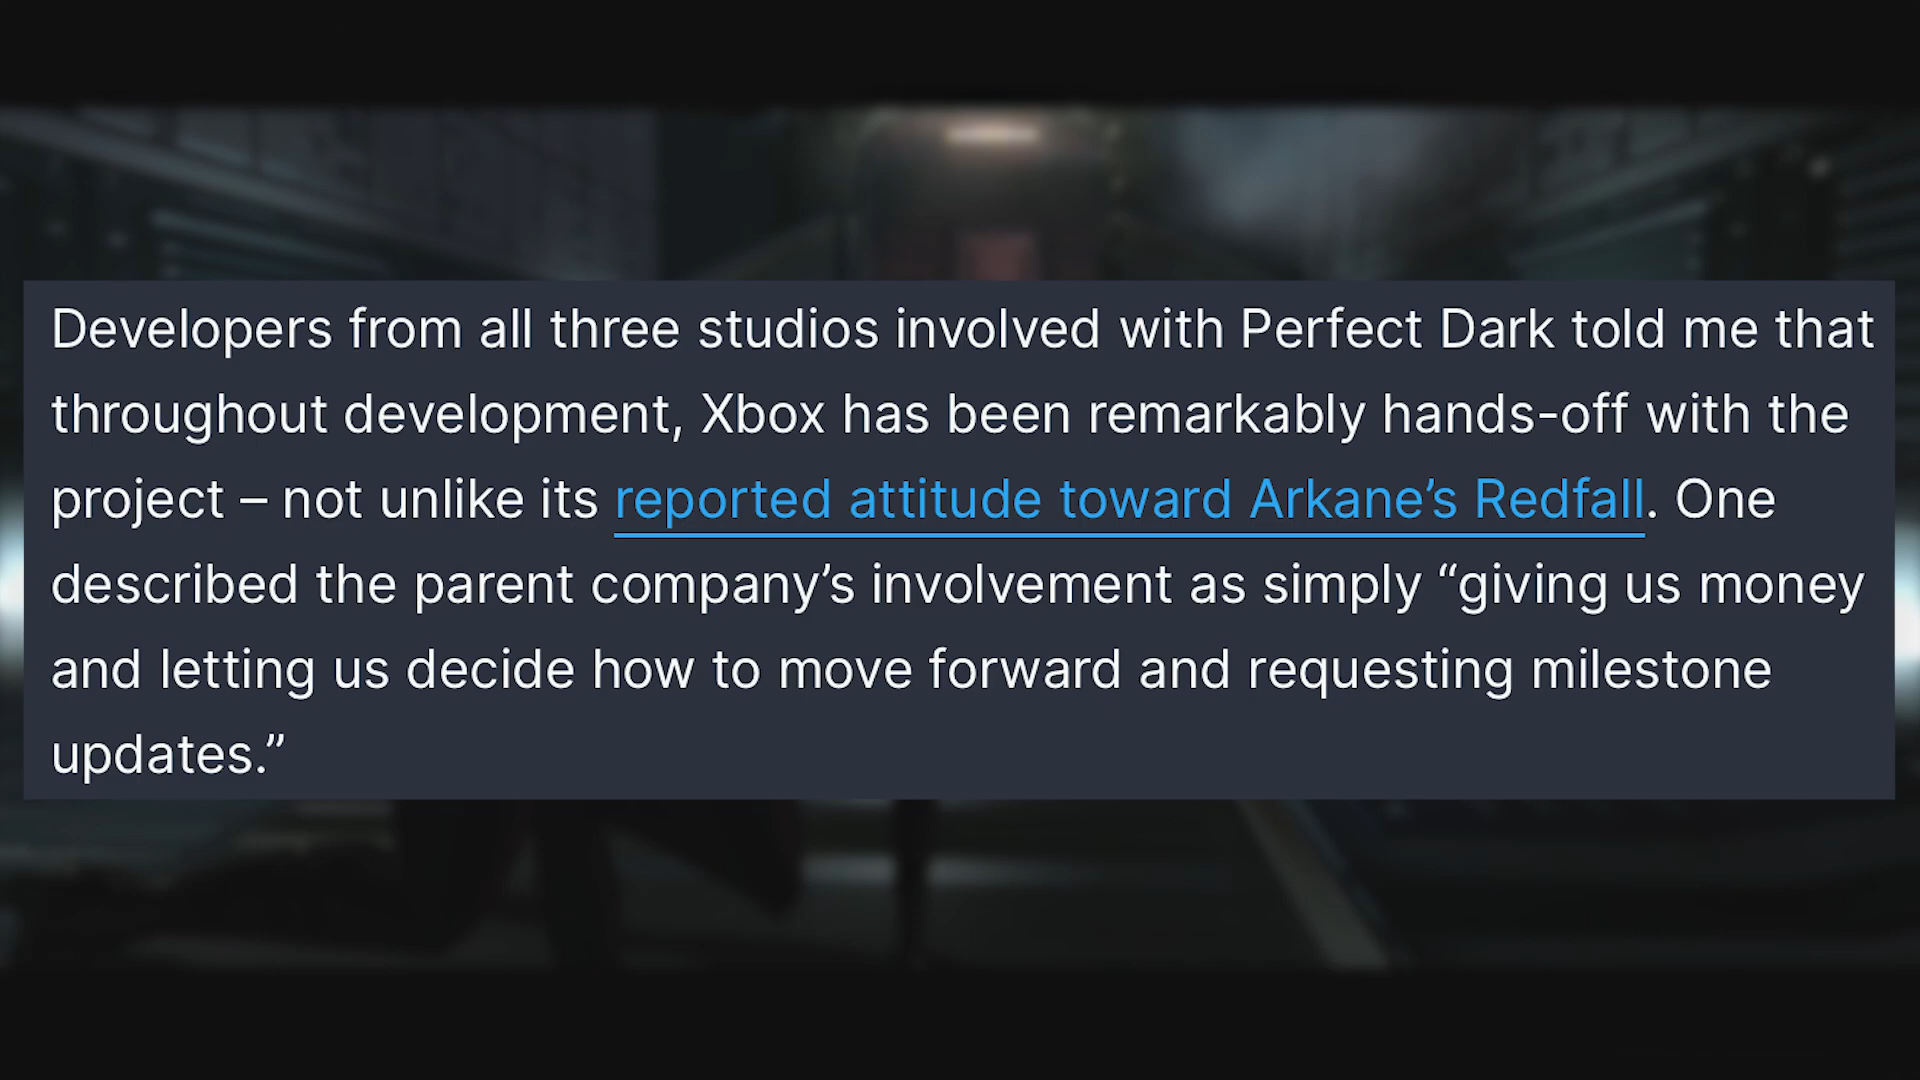 Developers from all three studios involved with Perfect Dark told me that
throughout development, Xbox has been remarkably hands-off with the
project – not unlike its reported attitude toward Arkane’s Redfall. One
described the parent company’s involvement as simply “giving us money
and letting us decide how to move forward and requesting milestone
updates.”